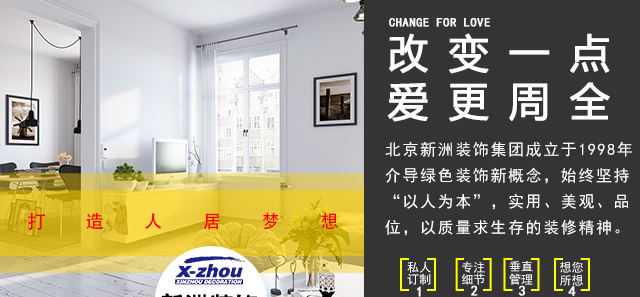 CHANGE FOR LOVE
改变一点
爱更周全
北京新洲装饰集团成立于1998年
介导绿色装饰新概念，始终坚持
“以人为本”，实用、美观、品
位，以质量求生存的装修精神。
私人
订制
1
专注
细节
2
垂直
管理
3
想您
所想
4
打造人居梦想
X-zhou
XINZHOU DECORATION